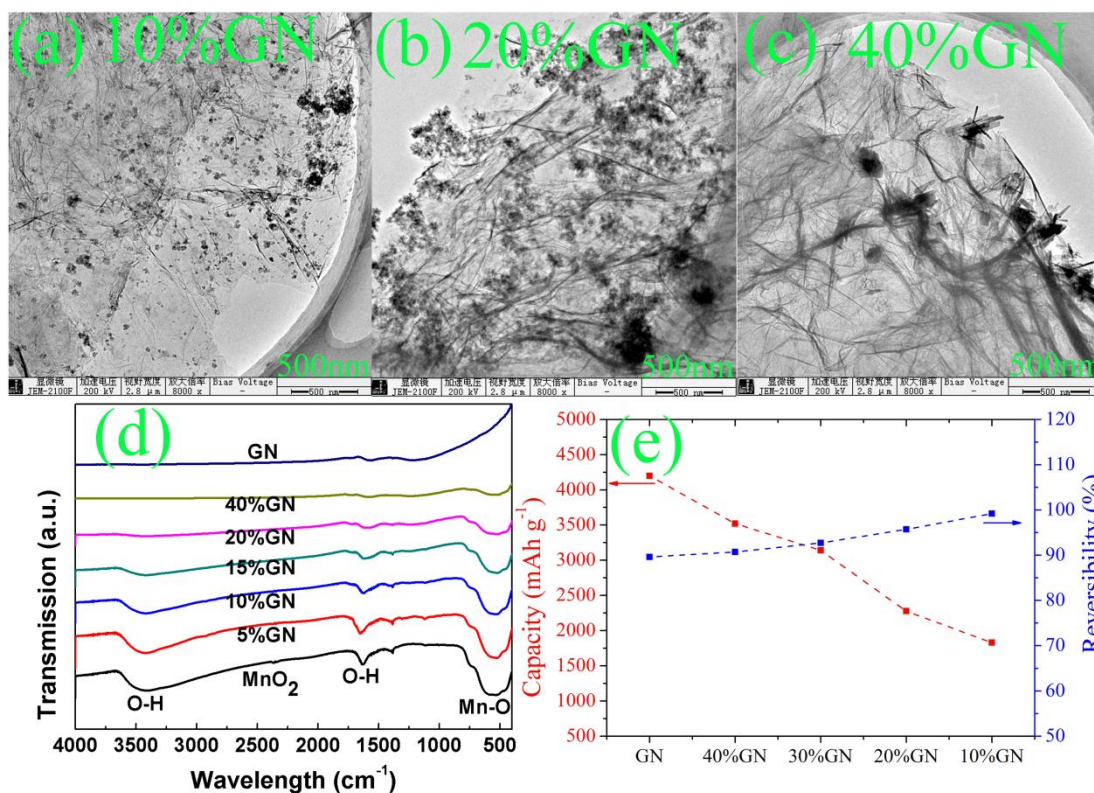 (a) 10%GN
(b) 20%GN
(c) 40%GN
500nm
500nm
500nm
显微镜 加速电压 视野宽度 放大倍率 Bias Voltage
JEM-2100F 200 kV 2.8 μm 8000 x - 500 nm
显微镜 加速电压 视野宽度 放大倍率 Bias Voltage
JEM-2100F 200 kV 2.8 μm 8000 x - 500 nm
显微镜 加速电压 视野宽度 放大倍率 Bias Voltage
JEM-2100F 200 kV 2.8 μm 8000 x - 500 nm
(d)
GN
40%GN
20%GN
15%GN
10%GN
5%GN
MnO₂
O-H
O-H
Mn-O
Transmission (a.u.)
4000 3500 3000 2500 2000 1500 1000 500
Wavelength (cm⁻¹)
(e)
Capacity (mAh g⁻¹)
5000
4500
4000
3500
3000
2500
2000
1500
1000
500
GN 40%GN 30%GN 20%GN 10%GN
120
110
100
90
80
70
60
50
Reversibility (%)